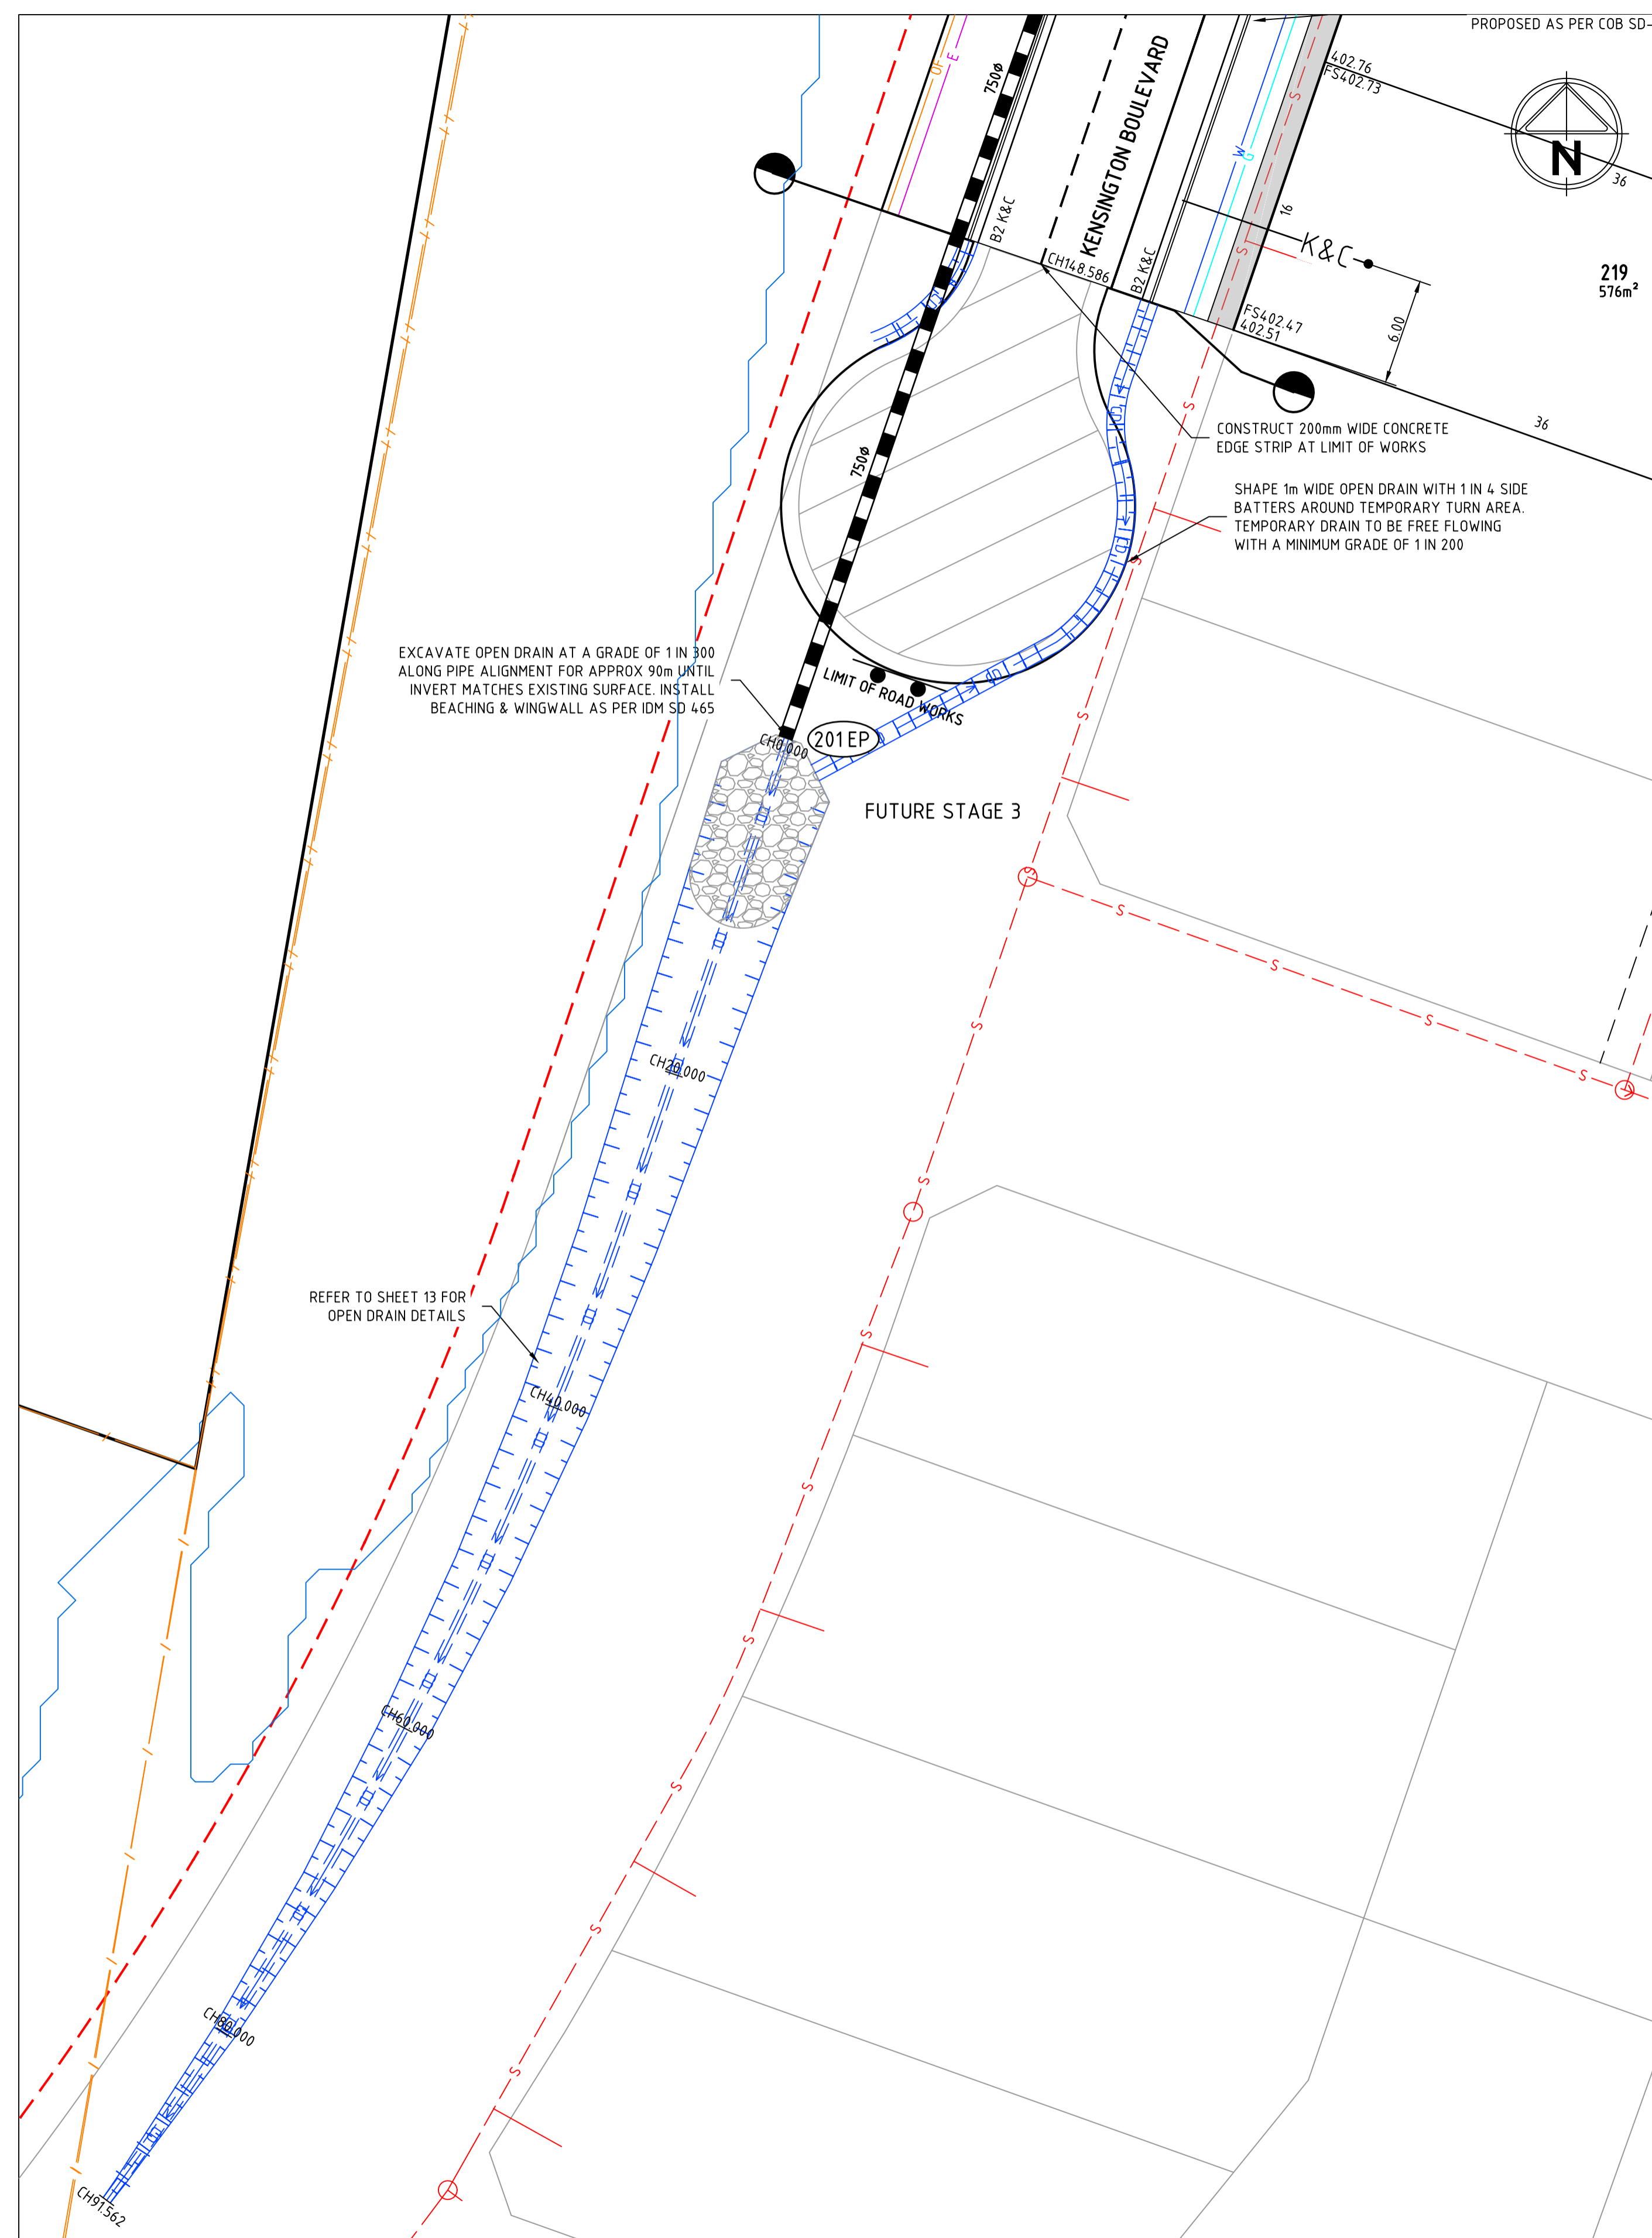 PROPOSED AS PER COB SD-
402.76
FS402.73
OF
E
750Ø
KENSINGTON BOULEVARD
W
G
S
N
36
16
B2 K&C
K&C
219
576m²
CH148.586
B2 K&C
FS402.47
402.51
6.00
36
CONSTRUCT 200mm WIDE CONCRETE
EDGE STRIP AT LIMIT OF WORKS
750Ø
SHAPE 1m WIDE OPEN DRAIN WITH 1 IN 4 SIDE
BATTERS AROUND TEMPORARY TURN AREA.
TEMPORARY DRAIN TO BE FREE FLOWING
WITH A MINIMUM GRADE OF 1 IN 200
EXCAVATE OPEN DRAIN AT A GRADE OF 1 IN 300
ALONG PIPE ALIGNMENT FOR APPROX 90m UNTIL
INVERT MATCHES EXISTING SURFACE. INSTALL
BEACHING & WINGWALL AS PER IDM SD 465
LIMIT OF ROAD WORKS
CH0.000
201EP
FUTURE STAGE 3
S
S
S
S
S
CH20.000
S
REFER TO SHEET 13 FOR
OPEN DRAIN DETAILS
S
CH40.000
S
S
CH60.000
S
S
CH80.000
S
CH91.562